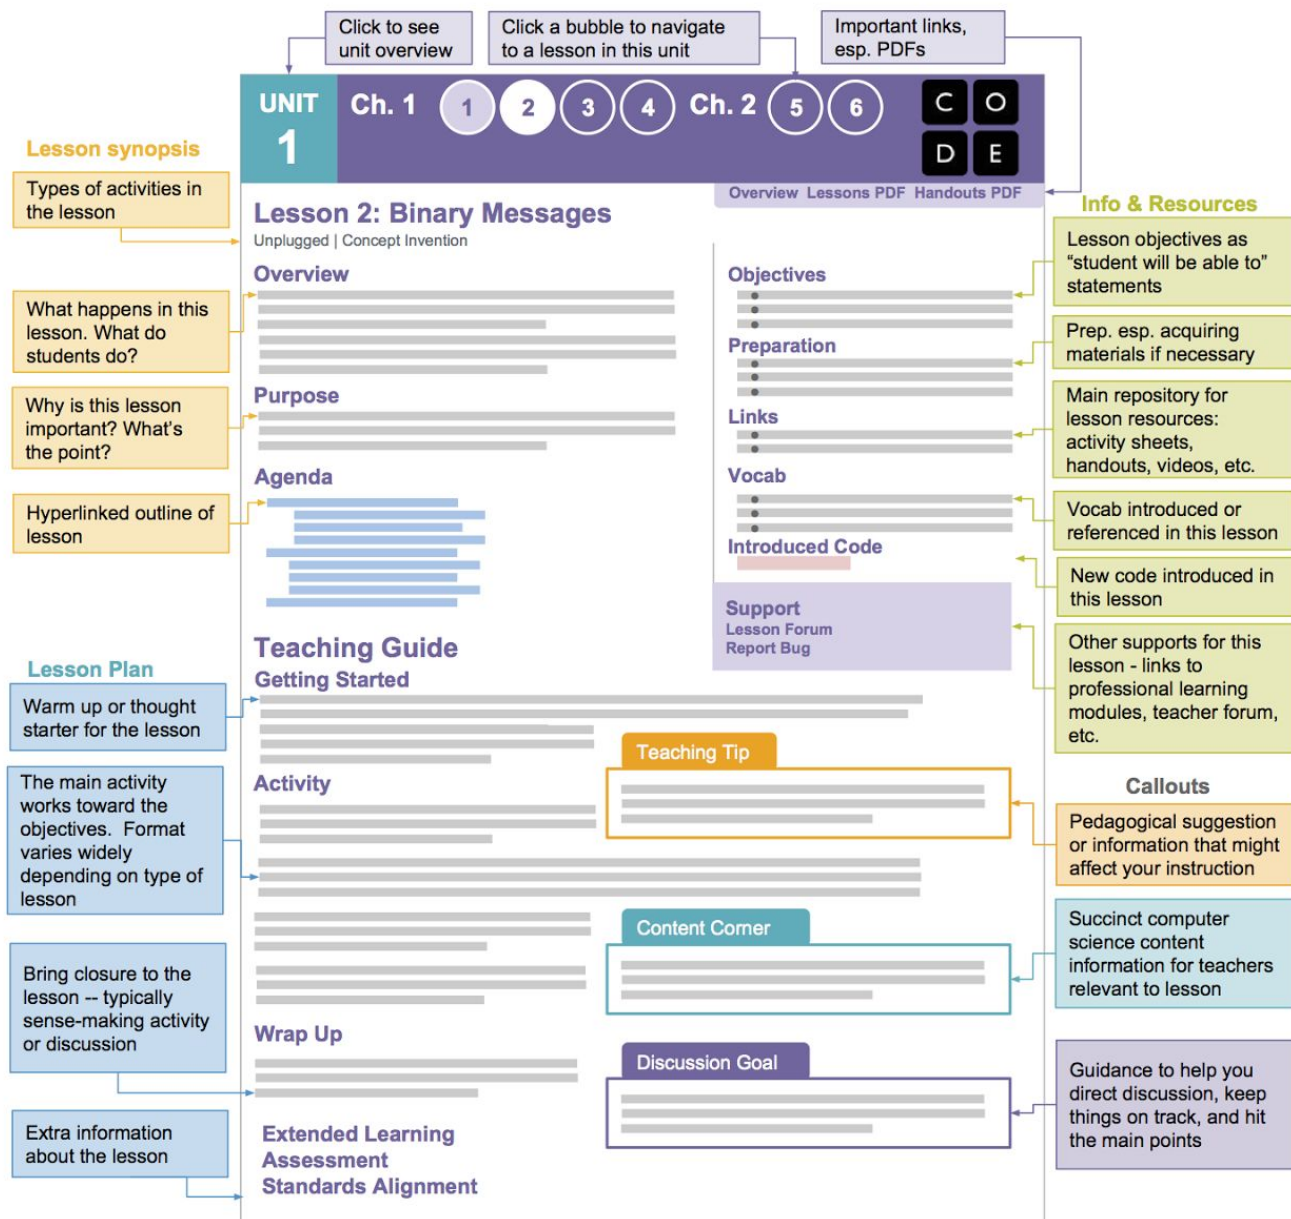 Click to see
unit overview
Click a bubble to navigate
to a lesson in this unit
Important links,
esp. PDFs
UNIT
1
Ch. 1
1
2
3
4
Ch. 2
5
6
C O
D E
Overview Lessons PDF Handouts PDF
Lesson synopsis
Types of activities in
the lesson
What happens in this
lesson. What do
students do?
Why is this lesson
important? What's
the point?
Hyperlinked outline of
lesson
Lesson 2: Binary Messages
Unplugged | Concept Invention
Overview
Purpose
Agenda
Objectives
Preparation
Links
Vocab
Introduced Code
Support
Lesson Forum
Report Bug
Info & Resources
Lesson objectives as
“student will be able to”
statements
Prep. esp. acquiring
materials if necessary
Main repository for
lesson resources:
activity sheets,
handouts, videos, etc.
Vocab introduced or
referenced in this lesson
New code introduced in
this lesson
Other supports for this
lesson - links to
professional learning
modules, teacher forum,
etc.
Lesson Plan
Warm up or thought
starter for the lesson
The main activity
works toward the
objectives. Format
varies widely
depending on type of
lesson
Bring closure to the
lesson -- typically
sense-making activity
or discussion
Extra information
about the lesson
Teaching Guide
Getting Started
Activity
Wrap Up
Extended Learning
Assessment
Standards Alignment
Teaching Tip
Content Corner
Discussion Goal
Callouts
Pedagogical suggestion
or information that might
affect your instruction
Succinct computer
science content
information for teachers
relevant to lesson
Guidance to help you
direct discussion, keep
things on track, and hit
the main points